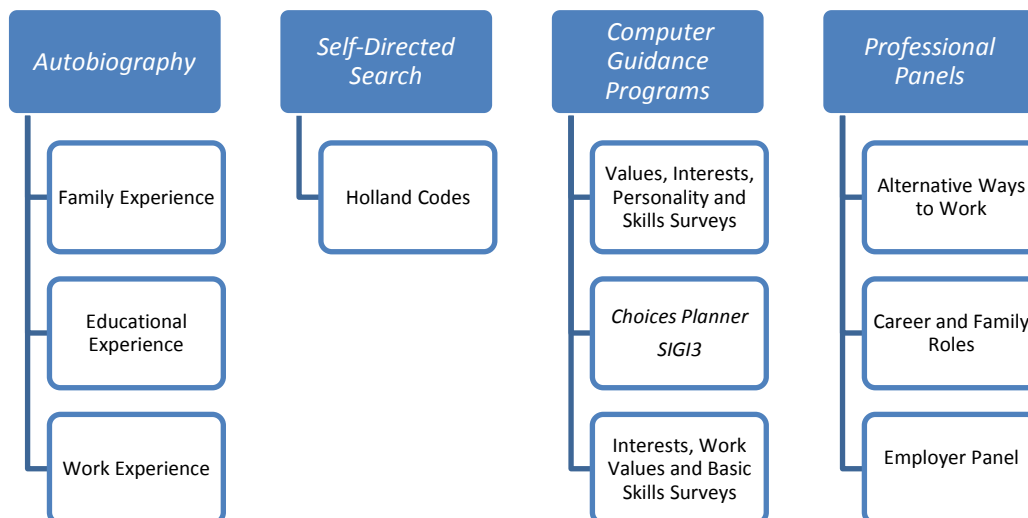 Autobiography
Family Experience
Educational
Experience
Work Experience
Self-Directed
Search
Holland Codes
Computer
Guidance
Programs
Values, Interests,
Personality and
Skills Surveys
Choices Planner
SIGI3
Interests, Work
Values and Basic
Skills Surveys
Professional
Panels
Alternative Ways
to Work
Career and Family
Roles
Employer Panel